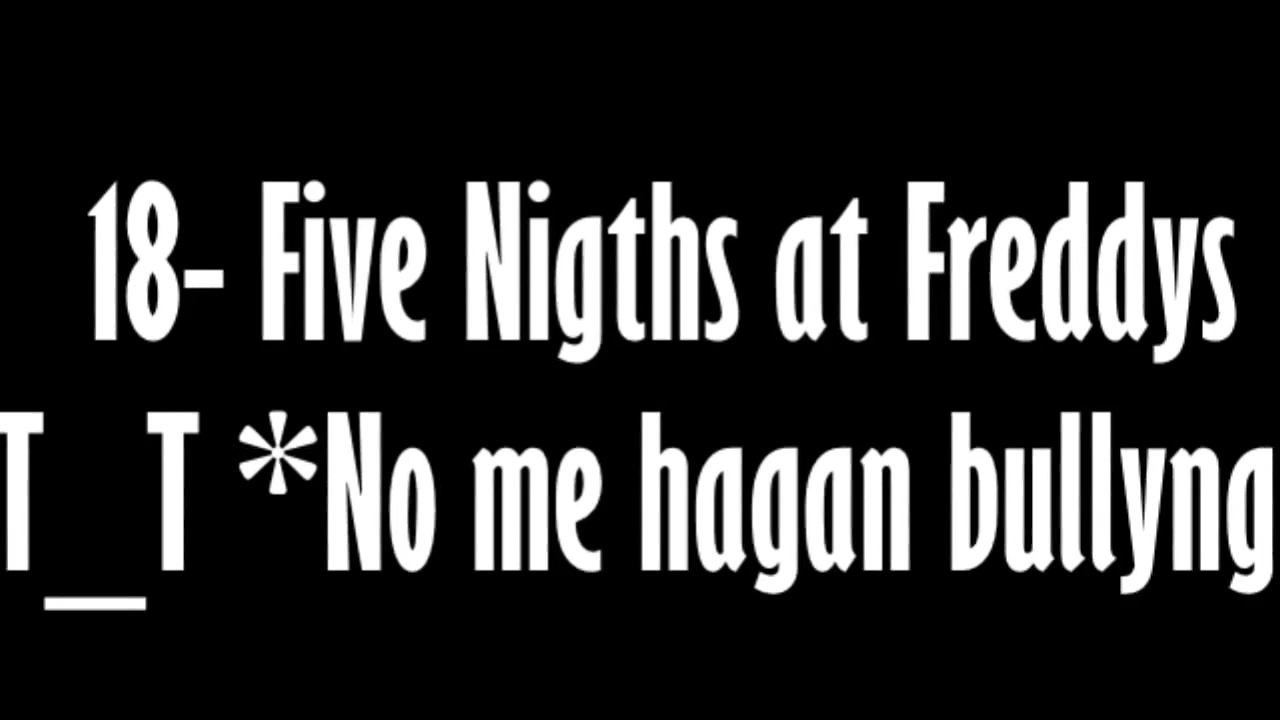 18- Five Nigths at Freddys
T_T *No me hagan bullyng